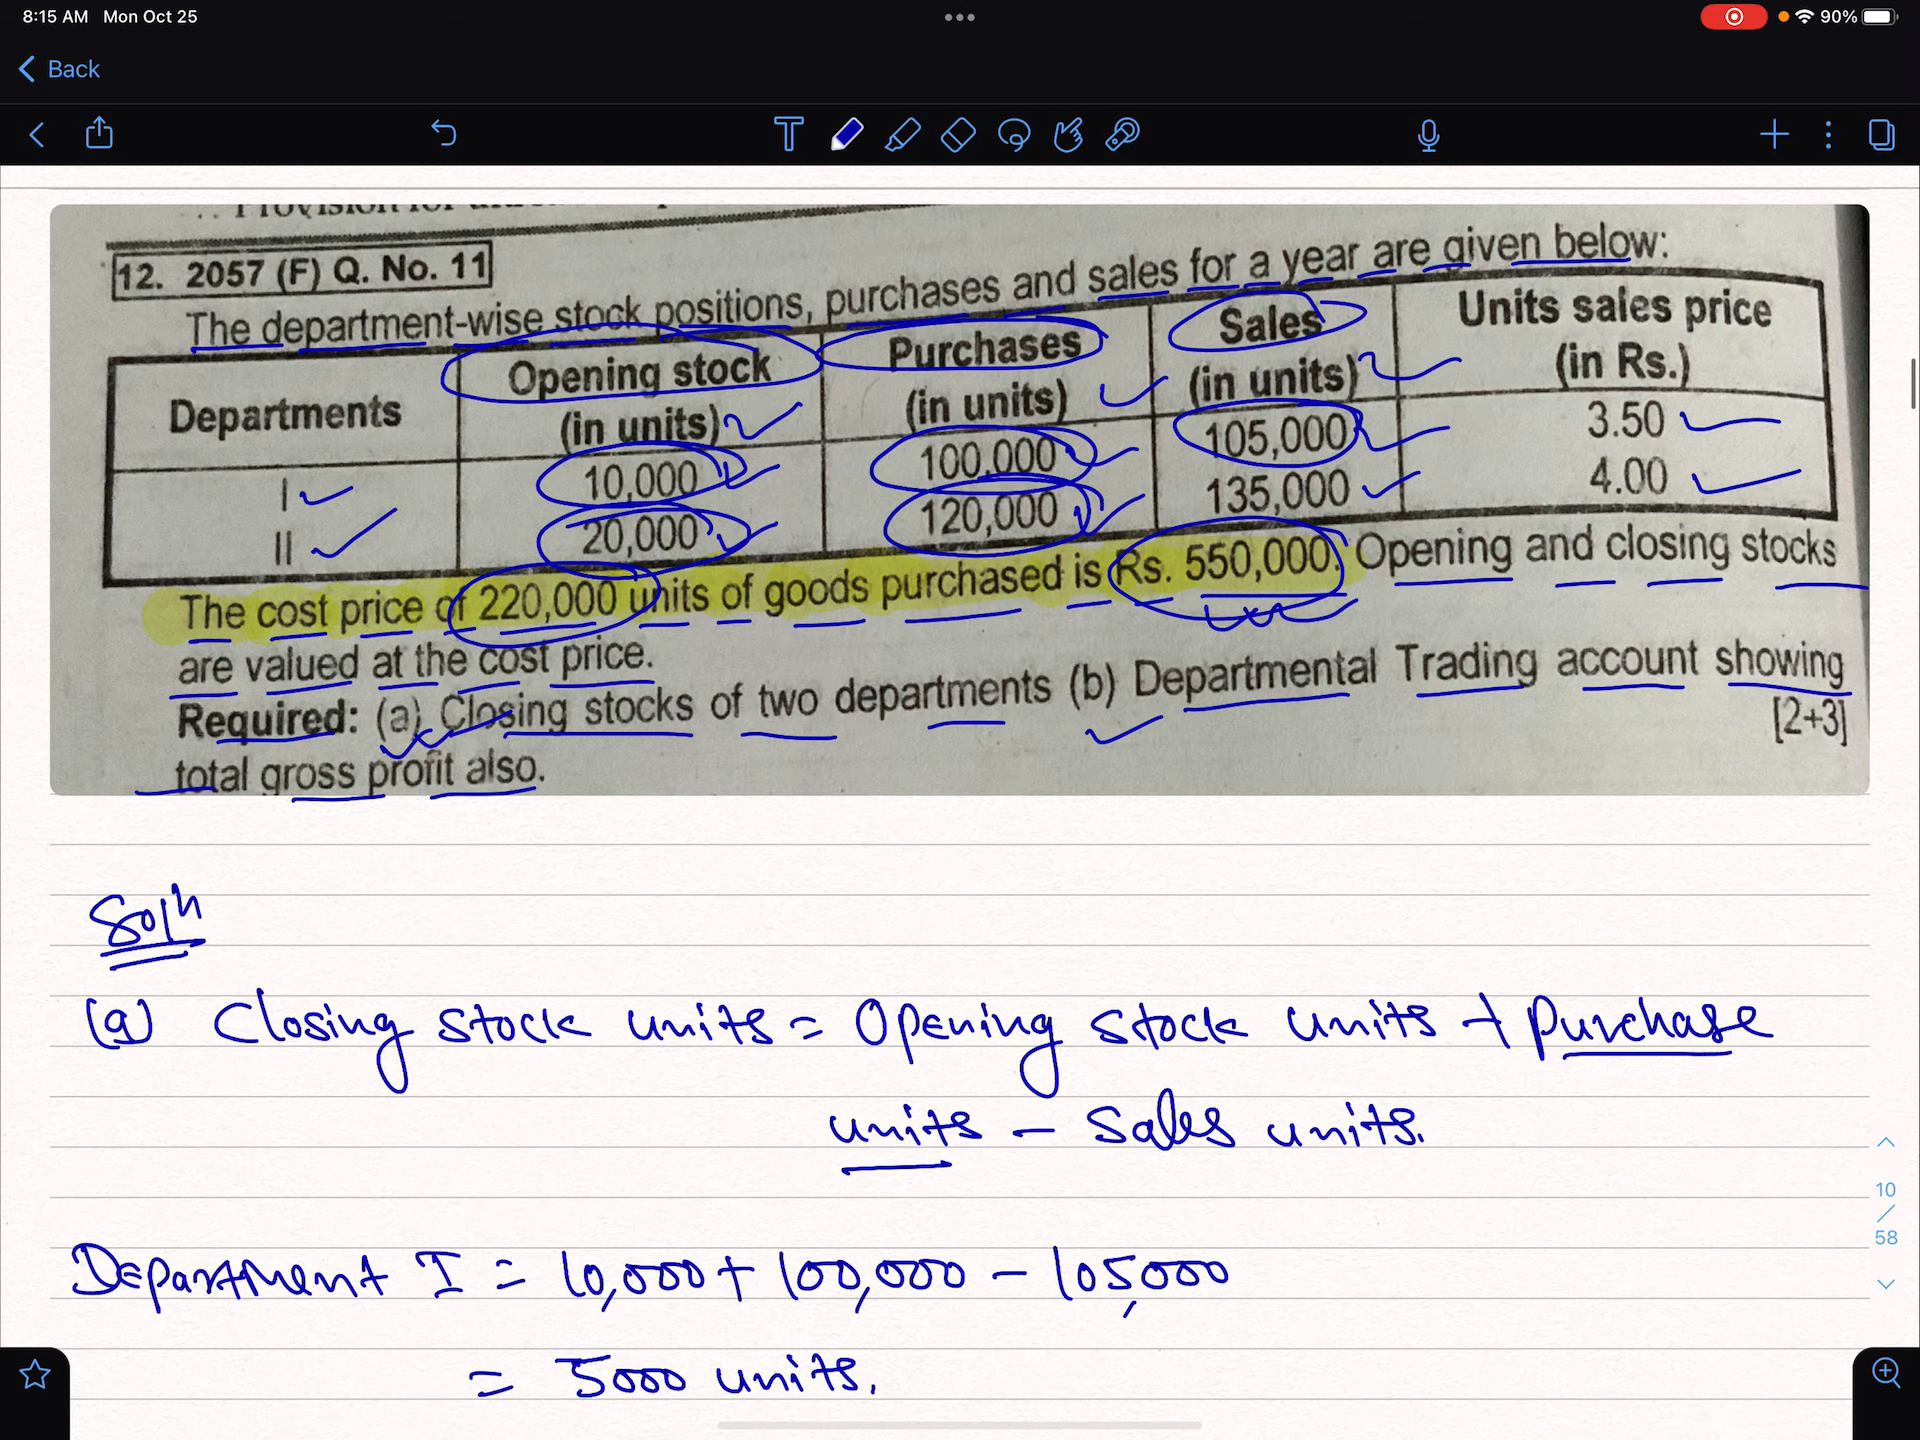 8:15 AM Mon Oct 25
90%
Back
12. 2057 (F) Q. No. 11
The department-wise stock positions, purchases and sales for a year are given below:
Departments Opening stock (in units) Purchases (in units) Sales (in units) Units sales price (in Rs.)
I 10,000 100,000 105,000 3.50
II 20,000 120,000 135,000 4.00
The cost price of 220,000 units of goods purchased is Rs. 550,000. Opening and closing stocks
are valued at the cost price.
Required: (a) Closing stocks of two departments (b) Departmental Trading account showing
total gross profit also. [2+3]
Soln
(a) Closing stock units = Opening stock units + Purchase
units - Sales units.
Department I = 10,000 + 100,000 - 105,000
= 5000 units.
10
/
58